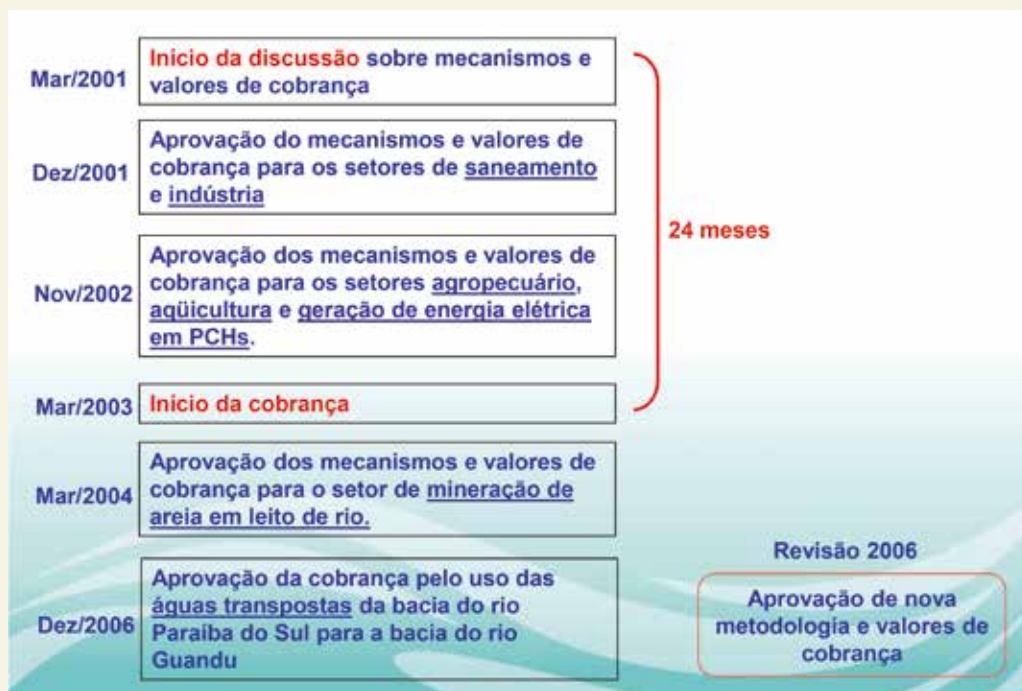 Mar/2001
Início da discussão sobre mecanismos e
valores de cobrança
Dez/2001
Aprovação do mecanismos e valores de
cobrança para os setores de saneamento
e indústria
Nov/2002
Aprovação dos mecanismos e valores de
cobrança para os setores agropecuário,
aqüicultura e geração de energia elétrica
em PCHs.
Mar/2003
Início da cobrança
24 meses
Mar/2004
Aprovação dos mecanismos e valores de
cobrança para o setor de mineração de
areia em leito de rio.
Dez/2006
Aprovação da cobrança pelo uso das
águas transpostas da bacia do rio
Paraíba do Sul para a bacia do rio
Guandu
Revisão 2006
Aprovação de nova
metodologia e valores de
cobrança